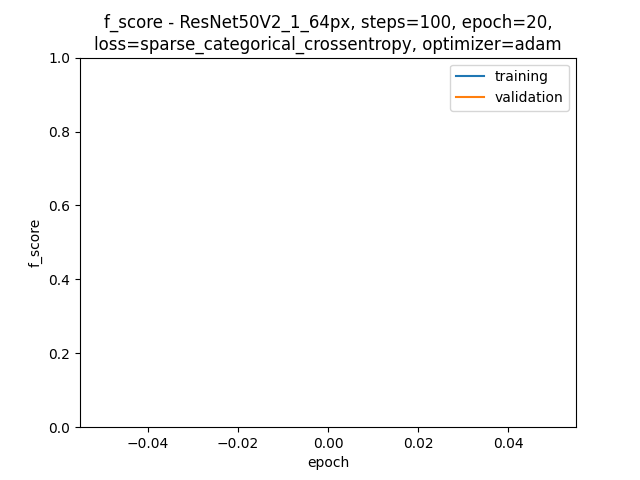 f_score - ResNet50V2_1_64px, steps=100, epoch=20,
loss=sparse_categorical_crossentropy, optimizer=adam
training
validation
1.0
0.8
0.6
0.4
0.2
0.0
f_score
−0.04 −0.02 0.00 0.02 0.04
epoch